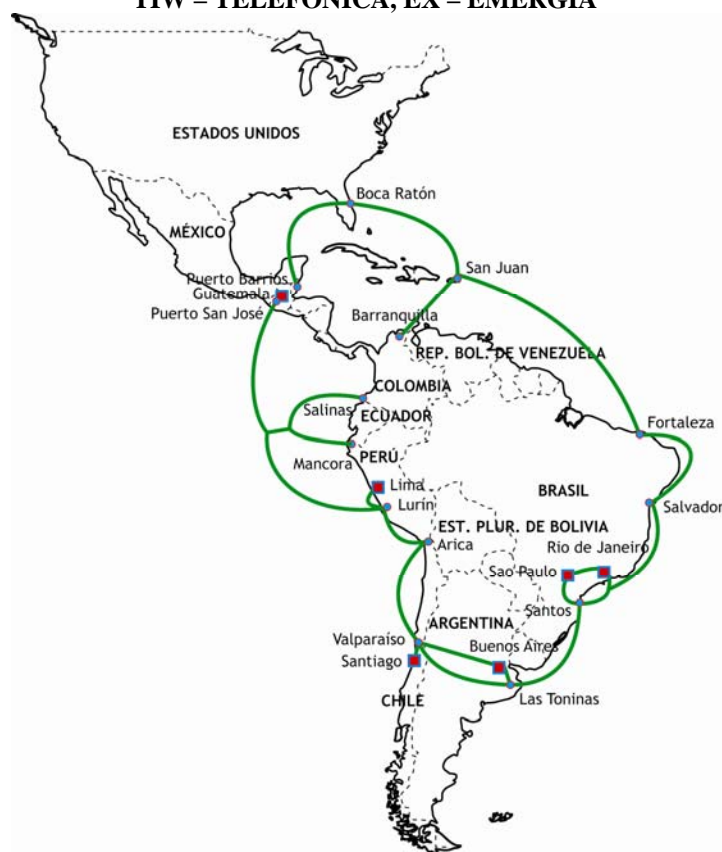 TIW = TELEFÓNICA, EX = EMERGIA
ESTADOS UNIDOS
Boca Ratón
MÉXICO
San Juan
Puerto Barrios
Guatemala
Puerto San José
Barranquilla
REP. BOL. DE VENEZUELA
COLOMBIA
Salinas
ECUADOR
Fortaleza
Mancora
PERÚ
Lima
BRASIL
Lurín
Salvador
EST. PLUR. DE BOLIVIA
Arica
Rio de Janeiro
Sao Paulo
Santos
ARGENTINA
Valparaíso
Buenos Aires
Santiago
CHILE
Las Toninas